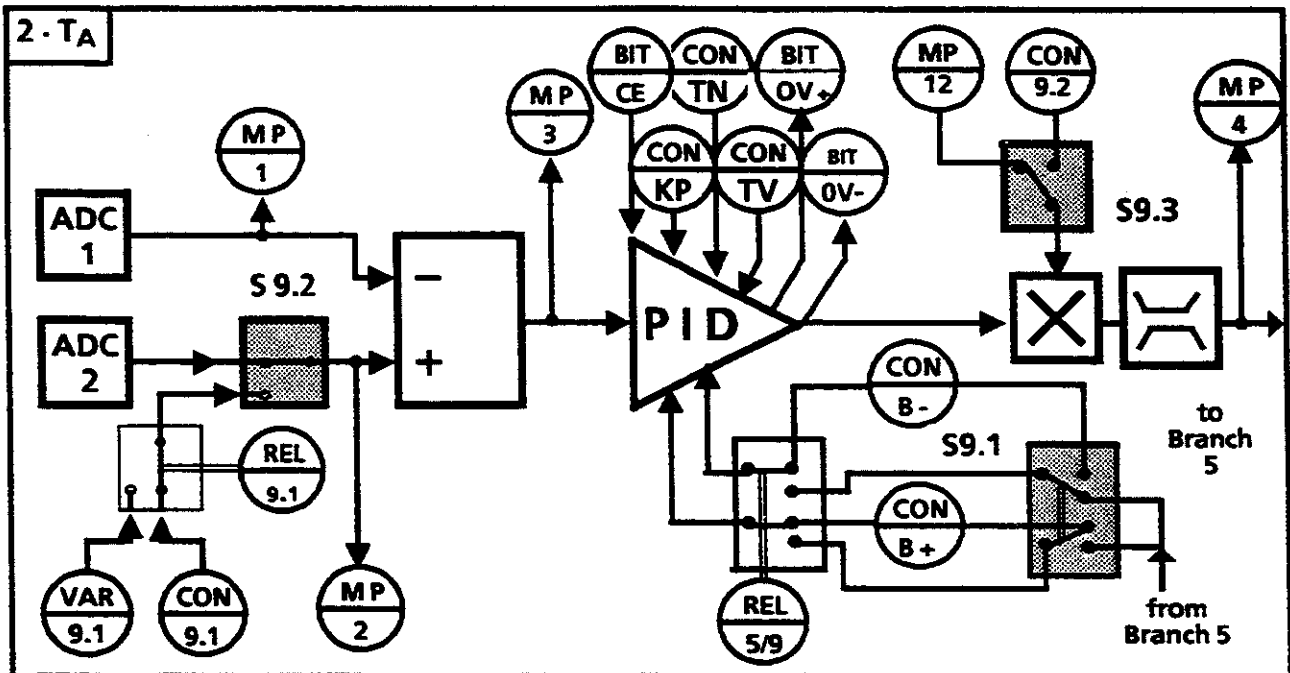 2 · TA
BIT
CE
CON
TN
BIT
OV+
MP
12
CON
9.2
MP
4
MP
3
MP
1
CON
KP
CON
TV
BIT
0V-
ADC
1
S9.3
S 9.2
-
PID
ADC
2
+
CON
B -
to
Branch
5
S9.1
REL
9.1
CON
B +
VAR
9.1
CON
9.1
MP
2
REL
5/9
from
Branch 5